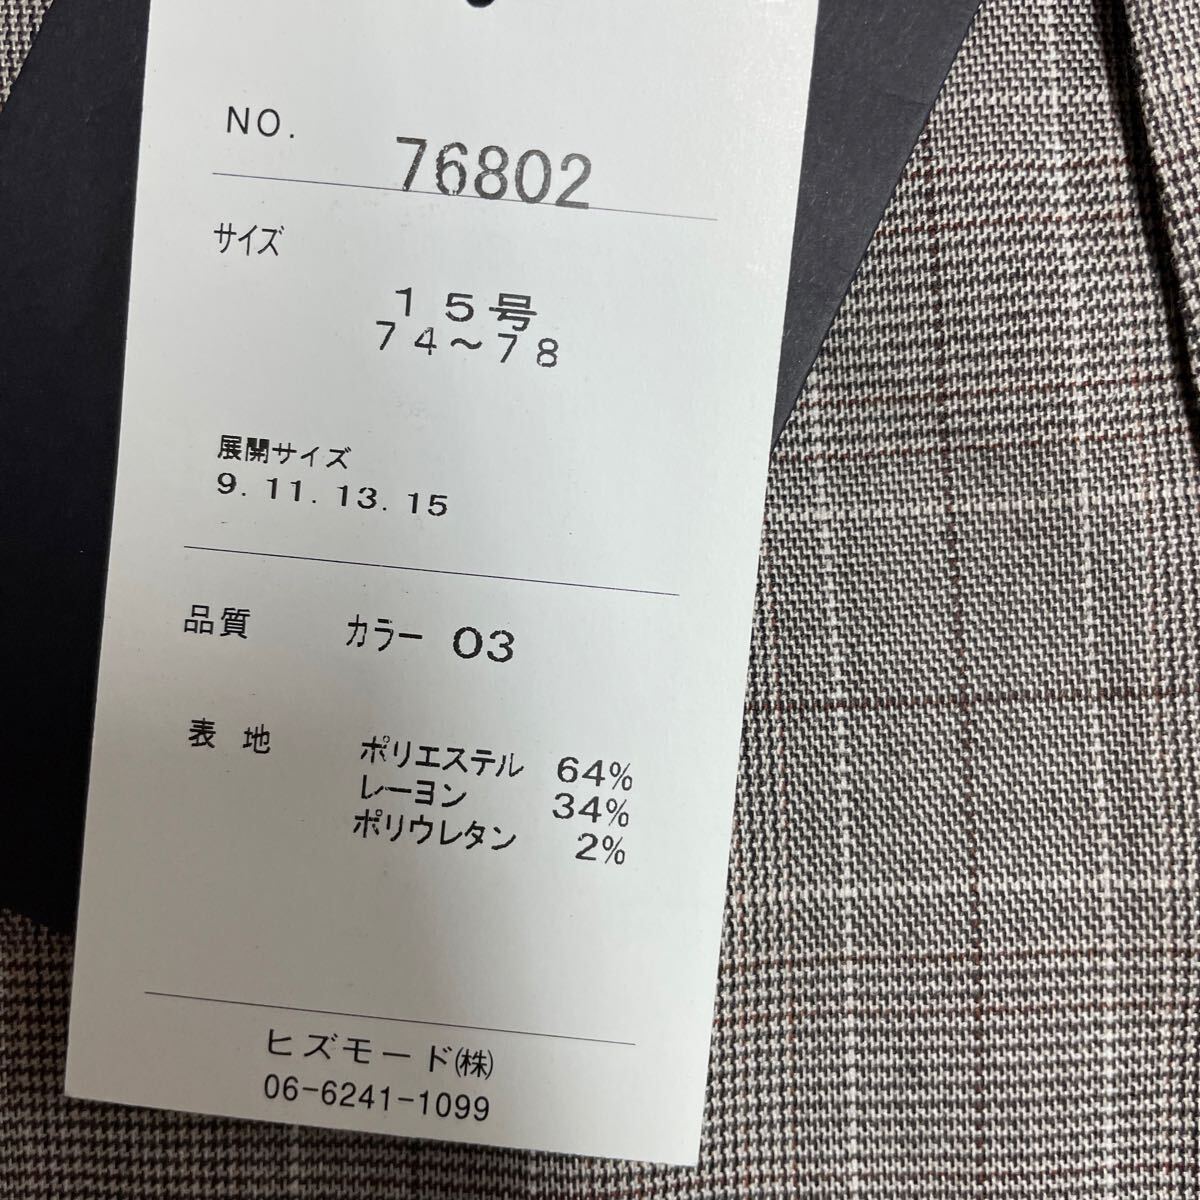 NO. 76802
サイズ
15号
74〜78
展開サイズ
9. 11. 13. 15
品質 カラー 03
表地 ポリエステル 64%
レーヨン 34%
ポリウレタン 2%
ヒズモード(株)
06-6241-1099